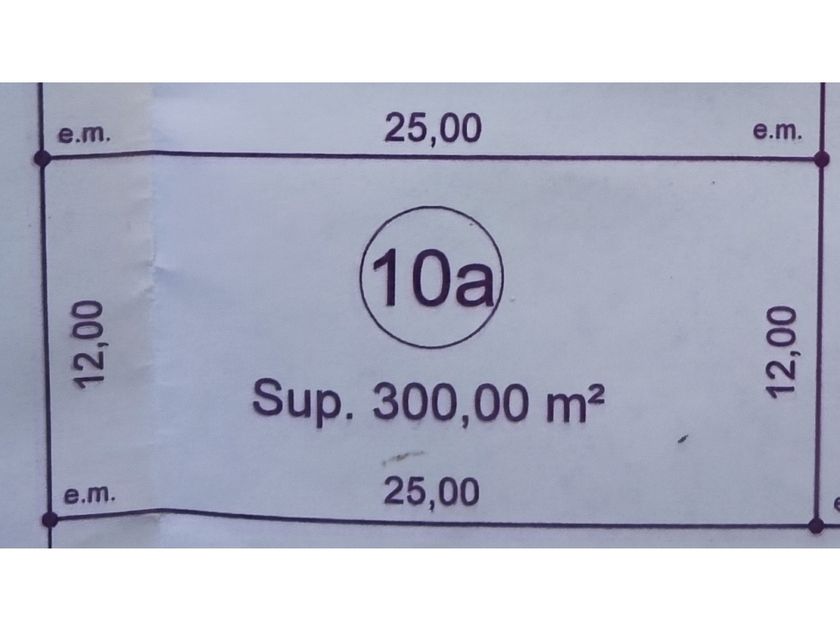 e.m. 25,00 e.m.
10a
12,00
12,00
Sup. 300,00 m²
e.m. 25,00